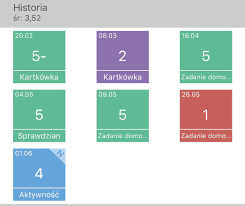 Historia
śr: 3,52
20.02 08.03 16.04
5- 2 5
Kartkówka Kartkówka Zadanie domo...
04.05 09.05 26.05
5 5 1
Sprawdzian Zadanie domo... Zadanie domo...
01.06 N
4
Aktywność